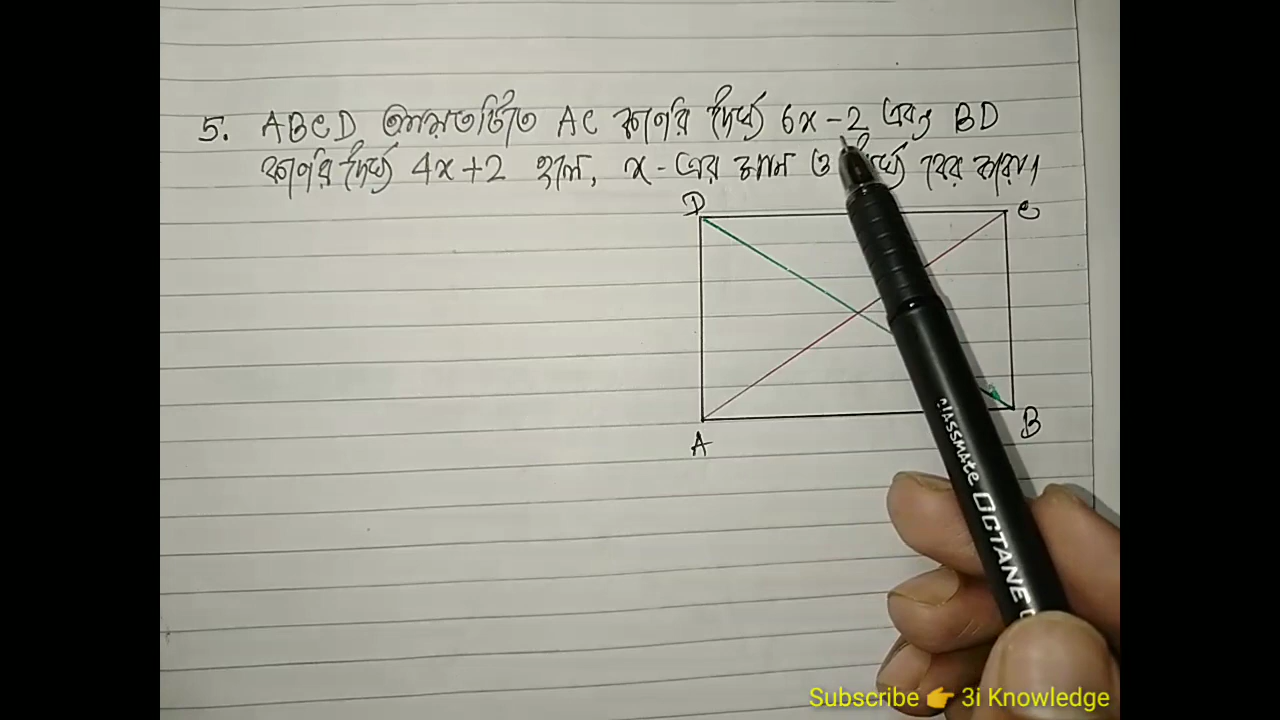 5. ABCD আয়তটিতে AC কর্ণের দৈর্ঘ্য 6x-2 এবং BD
কর্ণের দৈর্ঘ্য 4x+2 হলে, x-এর মান ও দৈর্ঘ্য বের করো।
D
C
A
B
classmate OCTANE
Subscribe 👉 3i Knowledge